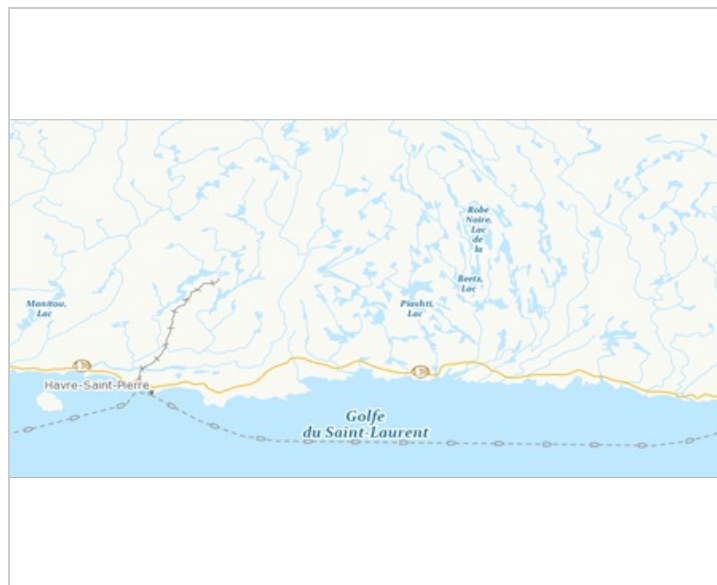 Robe
Noire,
Lac
de
la
Beetz,
Lac
Manitou,
Lac
Piashti,
Lac
138
138
Havre-Saint-Pierre
Golfe
du Saint-Laurent